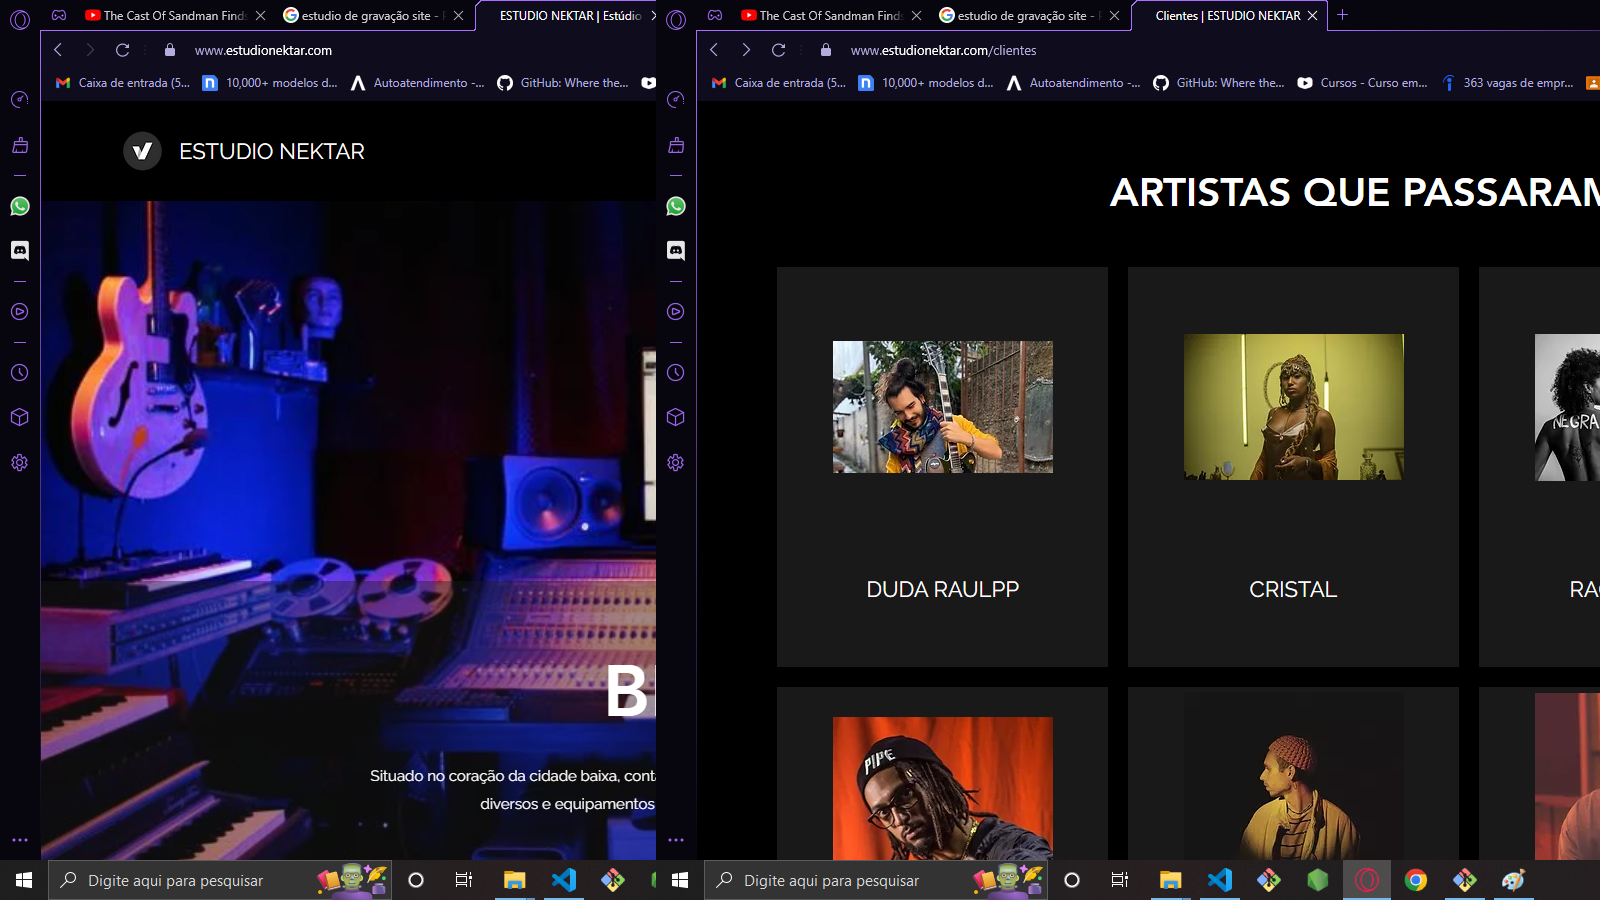 The Cast Of Sandman Finds
estudio de gravação site -
ESTUDIO NEKTAR | Estúdio
www.estudionektar.com
Caixa de entrada (5...
10,000+ modelos d...
Autoatendimento -...
GitHub: Where the...
ESTUDIO NEKTAR
B
Situado no coração da cidade baixa, conta
diversos e equipamentos
Digite aqui para pesquisar
The Cast Of Sandman Finds
estudio de gravação site -
Clientes | ESTUDIO NEKTAR
www.estudionektar.com/clientes
Caixa de entrada (5...
10,000+ modelos d...
Autoatendimento -...
GitHub: Where the...
Cursos - Curso em...
363 vagas de empr...
ARTISTAS QUE PASSARAM
NEGRA
DUDA RAULPP
CRISTAL
RA
PIPE
Digite aqui para pesquisar